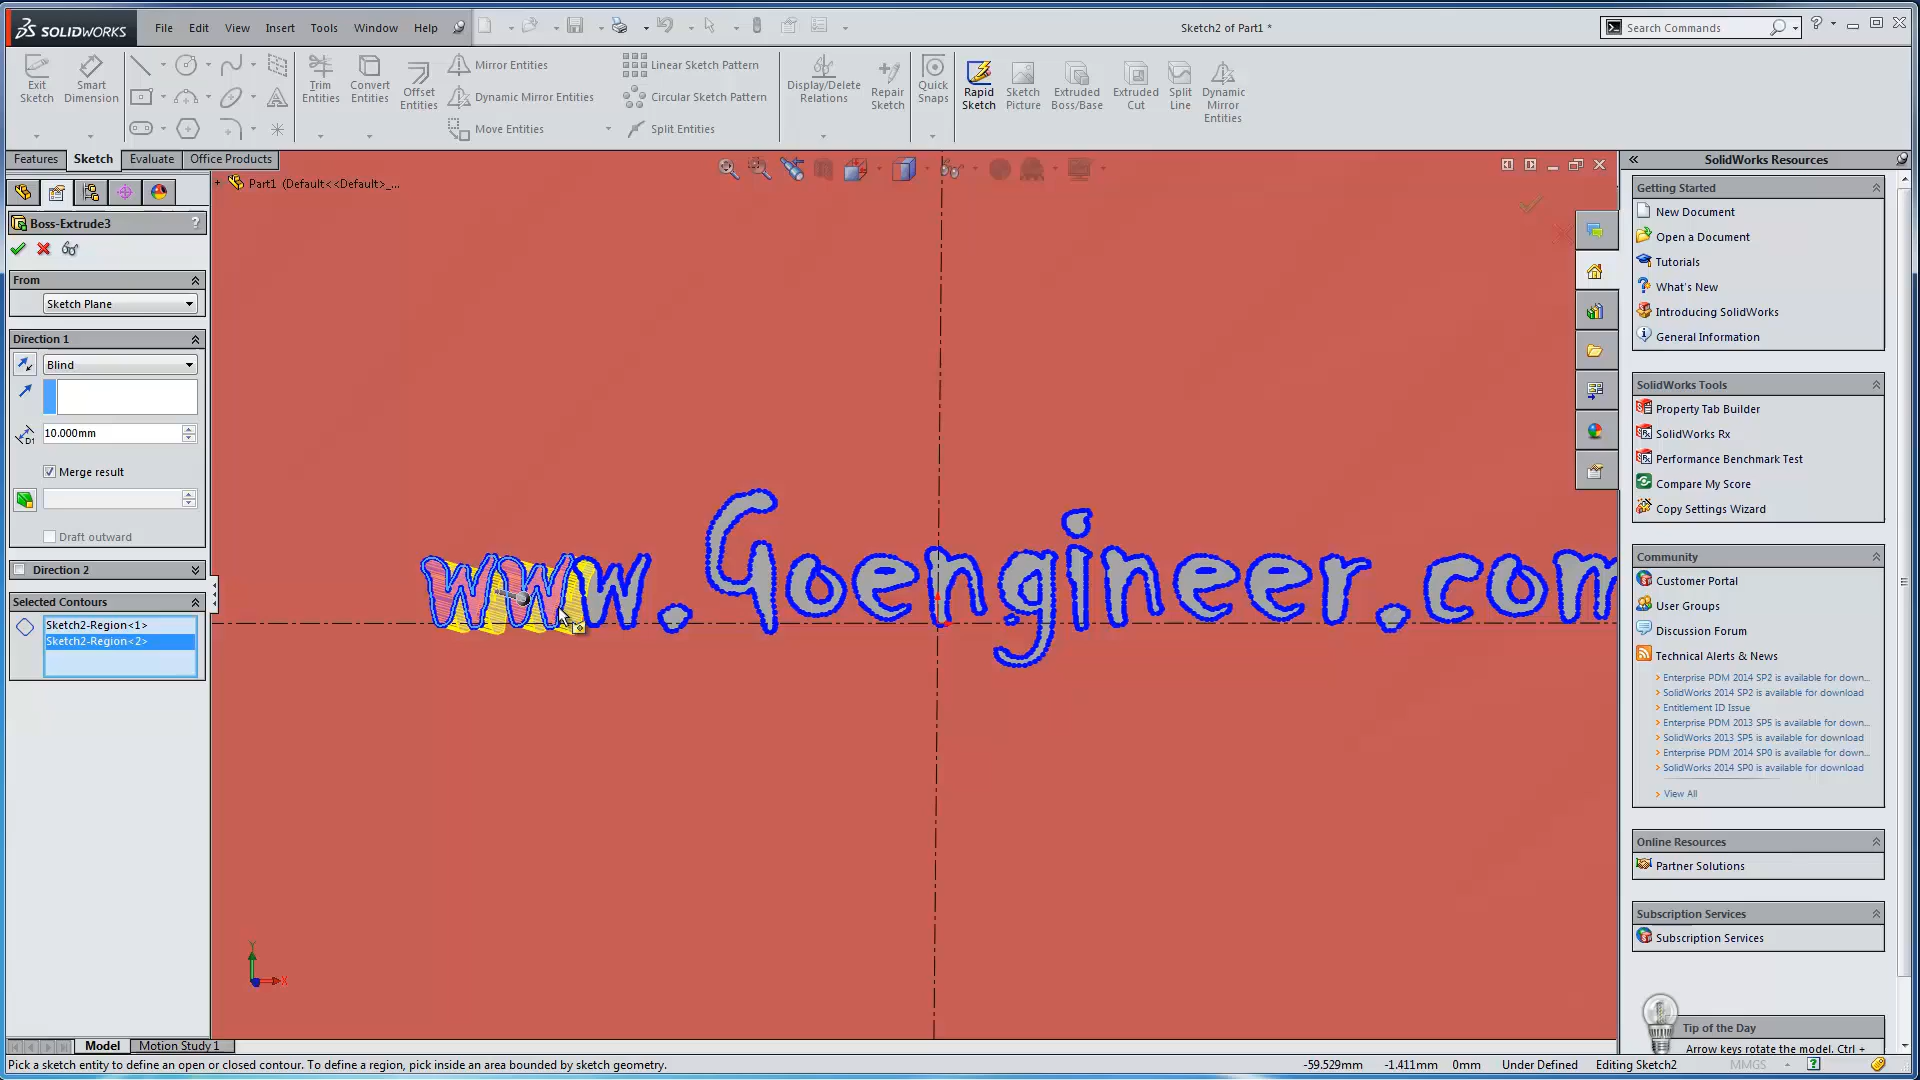 SOLIDWORKS
File Edit View Insert Tools Window Help
Sketch2 of Part1 *
Search Commands
Exit Sketch
Smart Dimension
Trim Entities
Convert Entities
Offset Entities
Mirror Entities
Dynamic Mirror Entities
Move Entities
Linear Sketch Pattern
Circular Sketch Pattern
Split Entities
Display/Delete Relations
Repair Sketch
Quick Snaps
Rapid Sketch
Sketch Picture
Extruded Boss/Base
Extruded Cut
Split Line
Dynamic Mirror Entities
Features Sketch Evaluate Office Products
Part1 (Default<<Default>_...
Boss-Extrude3
?
From
Sketch Plane
Direction 1
Blind
D1
10.000mm
Merge result
Draft outward
Direction 2
Selected Contours
Sketch2-Region<1>
Sketch2-Region<2>
www.Goengineer.com
Y
X
SolidWorks Resources
Getting Started
New Document
Open a Document
Tutorials
What's New
Introducing SolidWorks
General Information
SolidWorks Tools
Property Tab Builder
SolidWorks Rx
Performance Benchmark Test
Compare My Score
Copy Settings Wizard
Community
Customer Portal
User Groups
Discussion Forum
Technical Alerts & News
Enterprise PDM 2014 SP2 is available for down...
SolidWorks 2014 SP2 is available for download
Entitlement ID Issue
Enterprise PDM 2013 SP5 is available for down...
SolidWorks 2013 SP5 is available for download
Enterprise PDM 2014 SP0 is available for down...
SolidWorks 2014 SP0 is available for download
View All
Online Resources
Partner Solutions
Subscription Services
Subscription Services
Tip of the Day
Arrow keys rotate the model. Ctrl +
Model Motion Study 1
Pick a sketch entity to define an open or closed contour. To define a region, pick inside an area bounded by sketch geometry.
-59.529mm -1.411mm 0mm Under Defined Editing Sketch2 MMGS